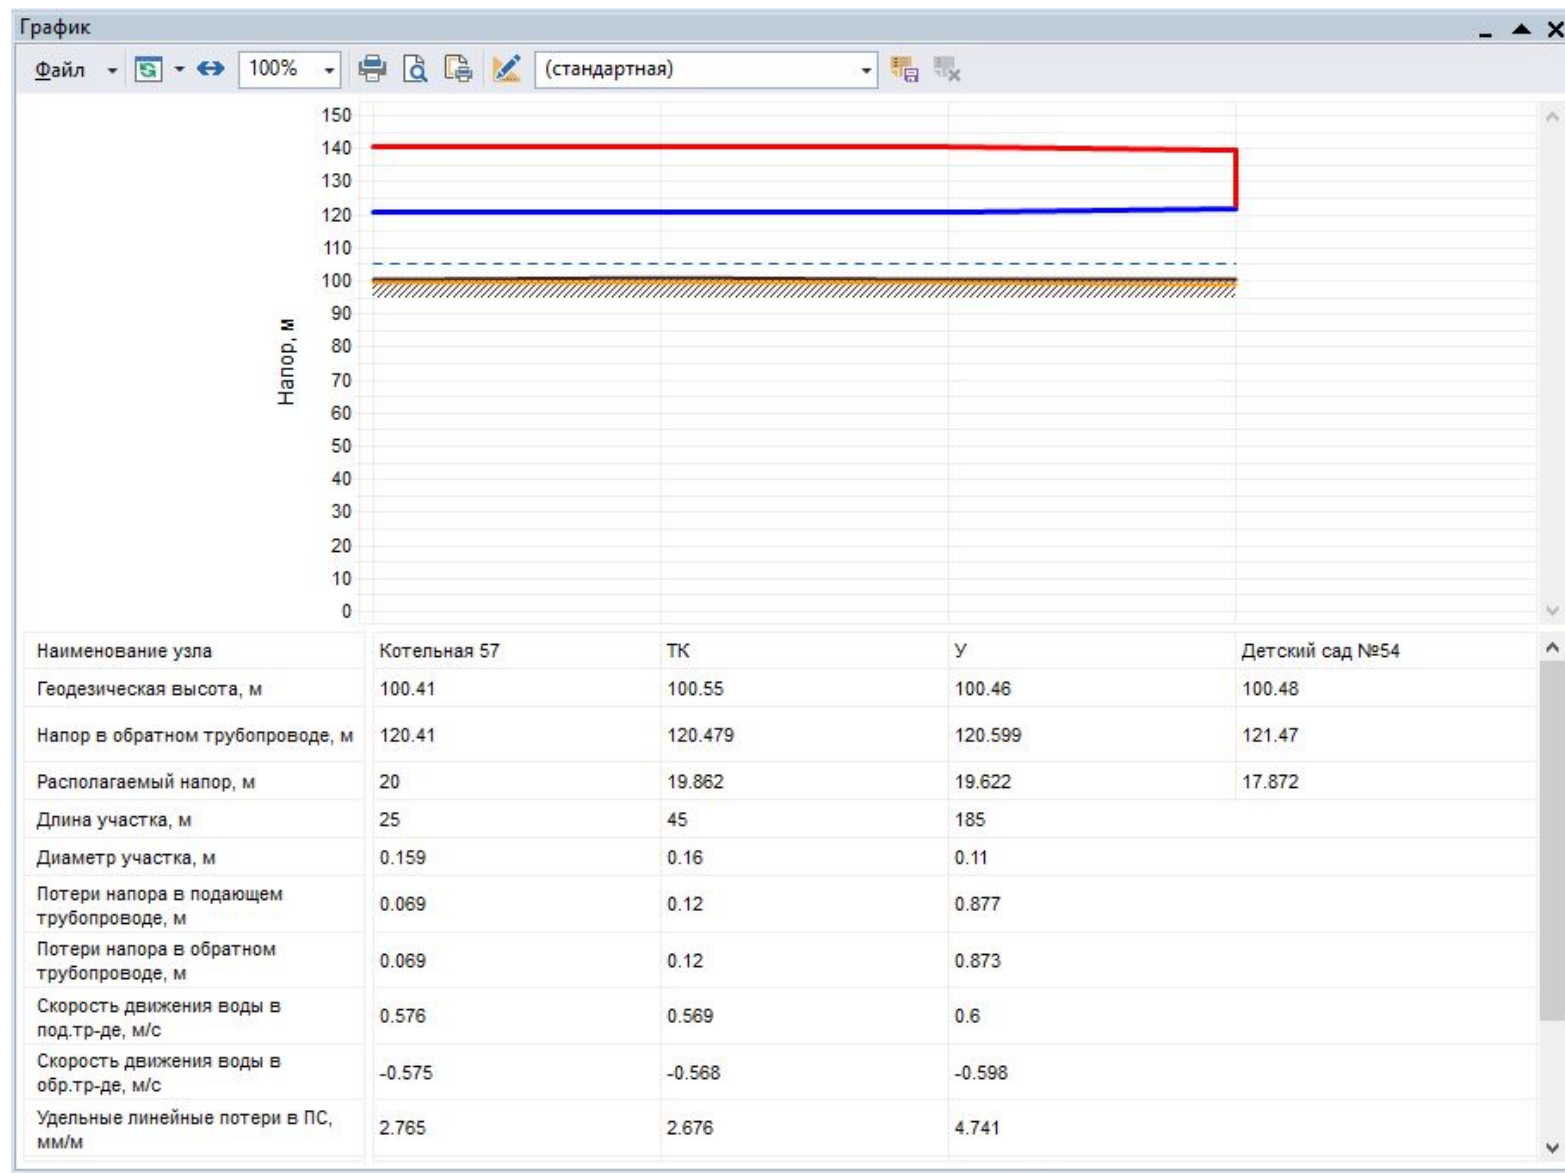 График
Файл
100%
(стандартная)
150
140
130
120
110
100
90
80
70
60
50
40
30
20
10
0
Напор, м
Наименование узла Котельная 57 ТК У Детский сад №54
Геодезическая высота, м 100.41 100.55 100.46 100.48
Напор в обратном трубопроводе, м 120.41 120.479 120.599 121.47
Располагаемый напор, м 20 19.862 19.622 17.872
Длина участка, м 25 45 185
Диаметр участка, м 0.159 0.16 0.11
Потери напора в подающем
трубопроводе, м 0.069 0.12 0.877
Потери напора в обратном
трубопроводе, м 0.069 0.12 0.873
Скорость движения воды в
под.тр-де, м/с 0.576 0.569 0.6
Скорость движения воды в
обр.тр-де, м/с -0.575 -0.568 -0.598
Удельные линейные потери в ПС,
мм/м 2.765 2.676 4.741